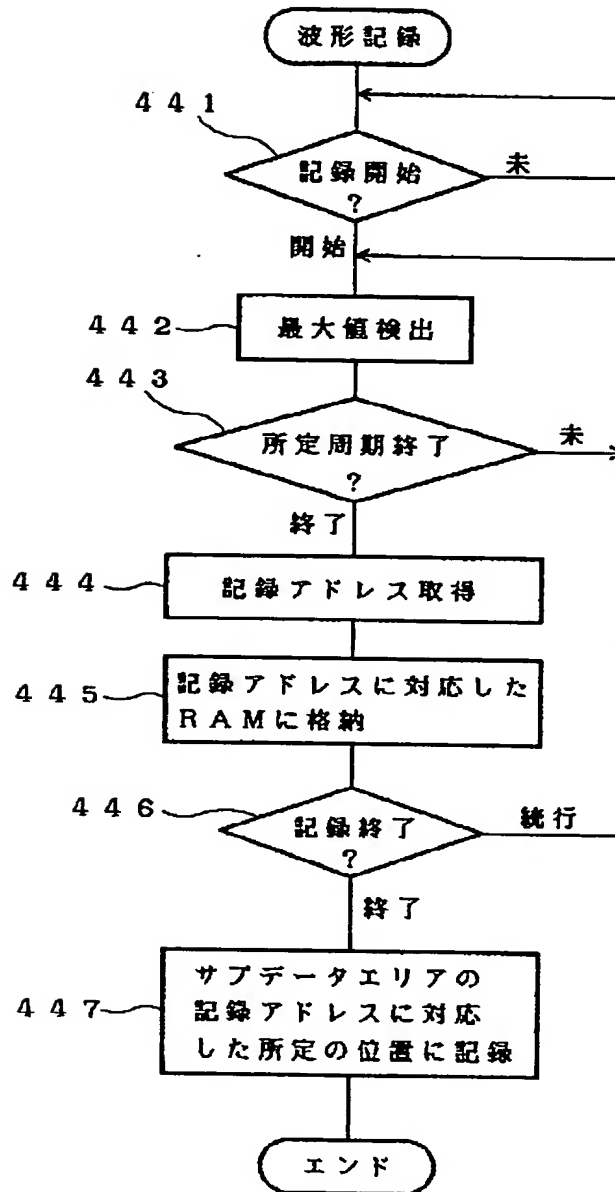 波形記録
441
記録開始
未
?
開始
442
最大値検出
443
所定周期終了
未
?
終了
444
記録アドレス取得
445
記録アドレスに対応した
RAMに格納
446
記録終了
続行
?
終了
447
サブデータエリアの
記録アドレスに対応
した所定の位置に記録
エンド